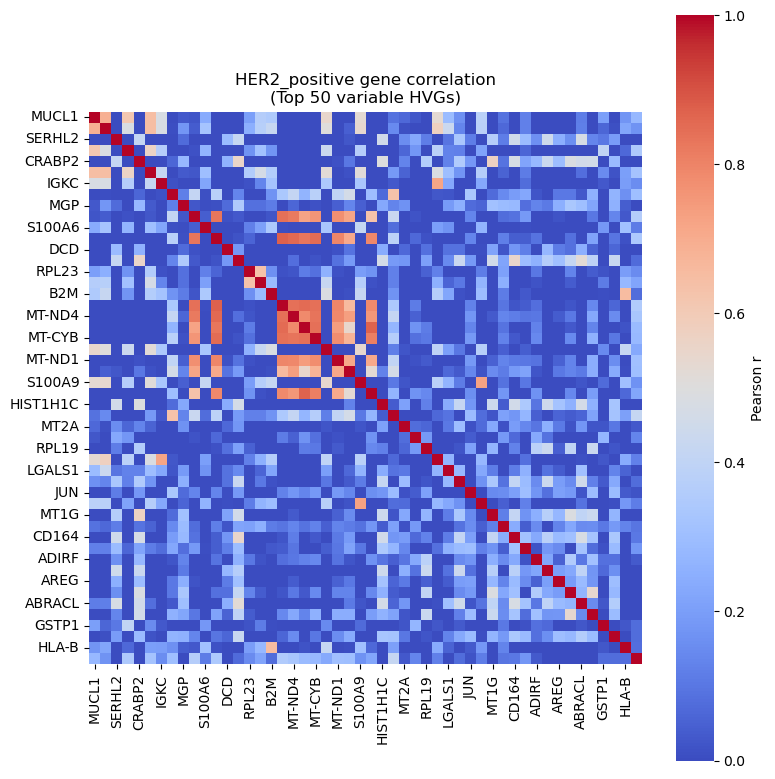 HER2_positive gene correlation
(Top 50 variable HVGs)
MUCL1
SERHL2
CRABP2
IGKC
MGP
S100A6
DCD
RPL23
B2M
MT-ND4
MT-CYB
MT-ND1
S100A9
HIST1H1C
MT2A
RPL19
LGALS1
JUN
MT1G
CD164
ADIRF
AREG
ABRACL
GSTP1
HLA-B
MUCL1
SERHL2
CRABP2
IGKC
MGP
S100A6
DCD
RPL23
B2M
MT-ND4
MT-CYB
MT-ND1
S100A9
HIST1H1C
MT2A
RPL19
LGALS1
JUN
MT1G
CD164
ADIRF
AREG
ABRACL
GSTP1
HLA-B
1.0
0.8
0.6
0.4
0.2
0.0
Pearson r